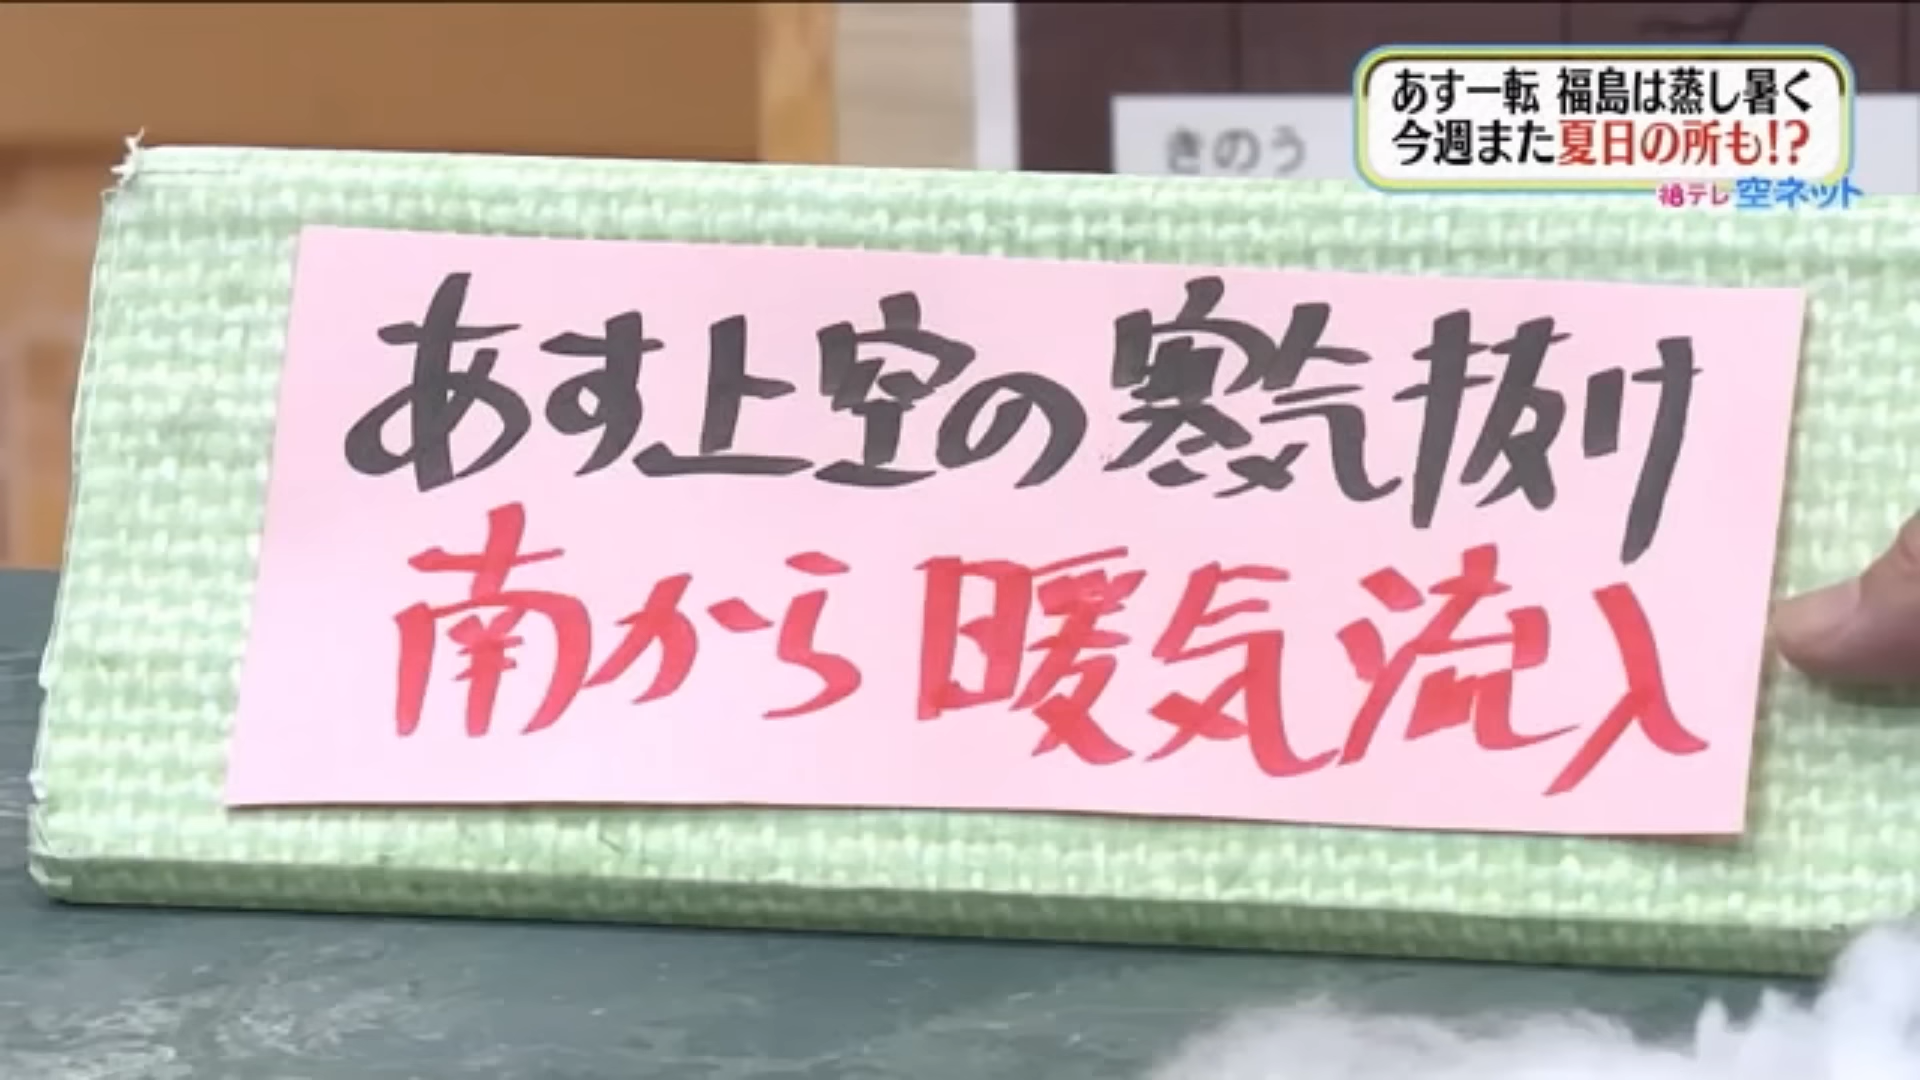 あす一転 福島は蒸し暑く
今週また夏日の所も!?
福テレ 空ネット
きのう
あす上空の寒気抜け
南から暖気流入